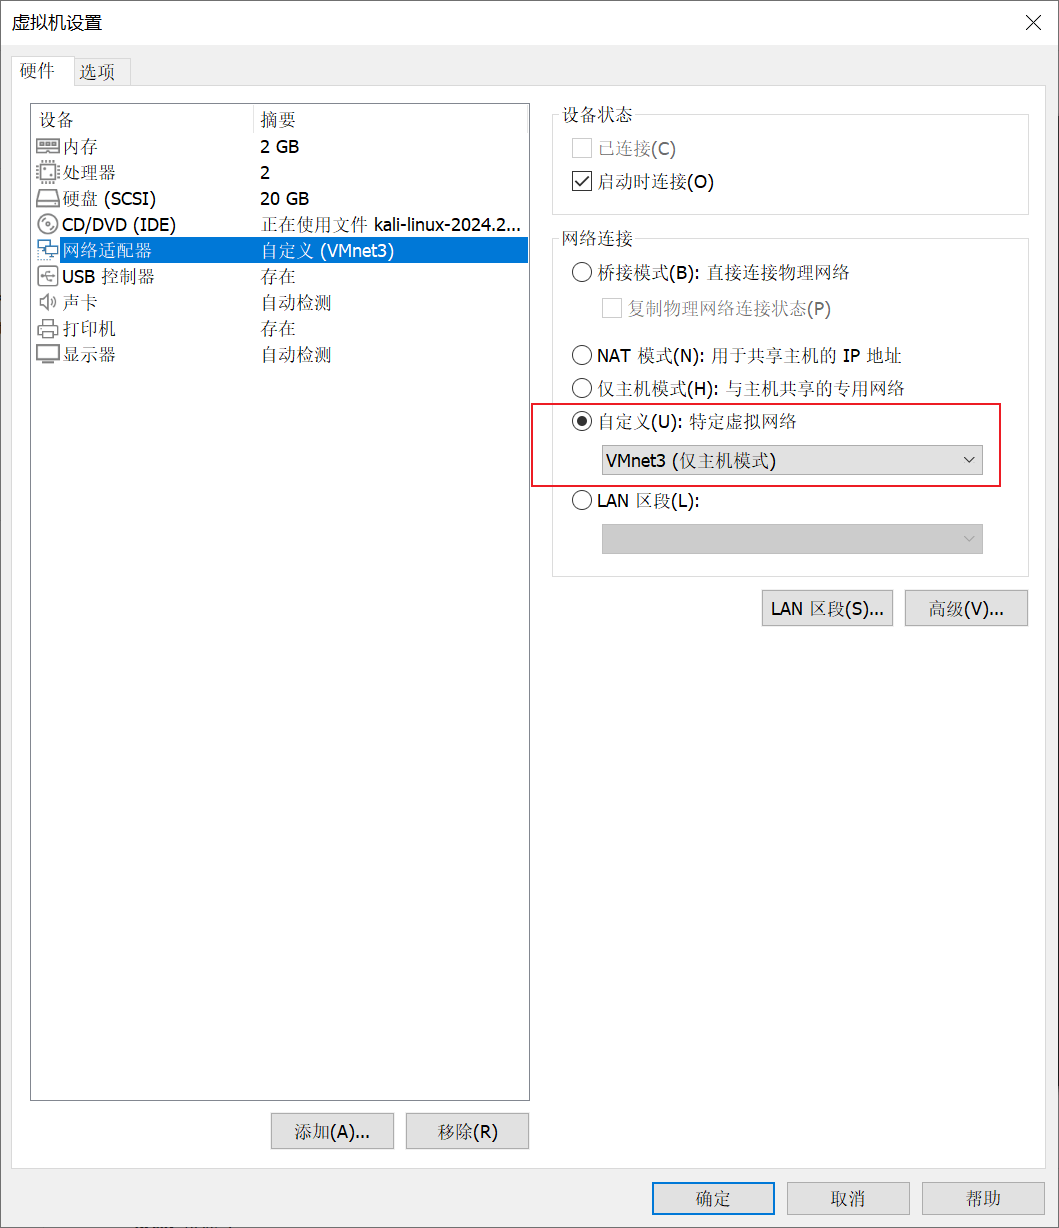 虚拟机设置
硬件 选项
设备 摘要
内存 2 GB
处理器 2
硬盘 (SCSI) 20 GB
CD/DVD (IDE) 正在使用文件 kali-linux-2024.2...
网络适配器 自定义 (VMnet3)
USB 控制器 存在
声卡 自动检测
打印机 存在
显示器 自动检测
添加(A)... 移除(R)
设备状态
已连接(C)
启动时连接(O)
网络连接
桥接模式(B): 直接连接物理网络
复制物理网络连接状态(P)
NAT 模式(N): 用于共享主机的 IP 地址
仅主机模式(H): 与主机共享的专用网络
自定义(U): 特定虚拟网络
VMnet3 (仅主机模式)
LAN 区段(L):
LAN 区段(S)... 高级(V)...
确定 取消 帮助